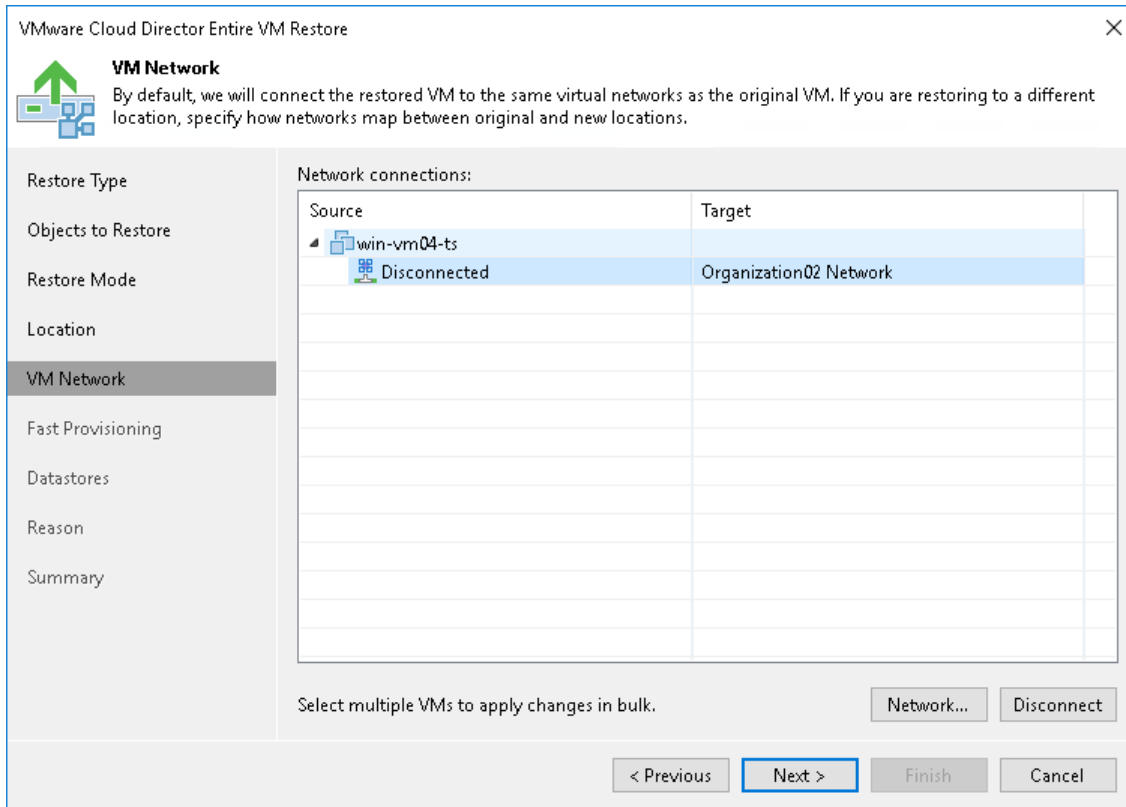 VMware Cloud Director Entire VM Restore
VM Network
By default, we will connect the restored VM to the same virtual networks as the original VM. If you are restoring to a different
location, specify how networks map between original and new locations.
Restore Type
Objects to Restore
Restore Mode
Location
VM Network
Fast Provisioning
Datastores
Reason
Summary
Network connections:
Source Target
win-vm04-ts
Disconnected Organization02 Network
Select multiple VMs to apply changes in bulk. Network... Disconnect
< Previous Next > Finish Cancel